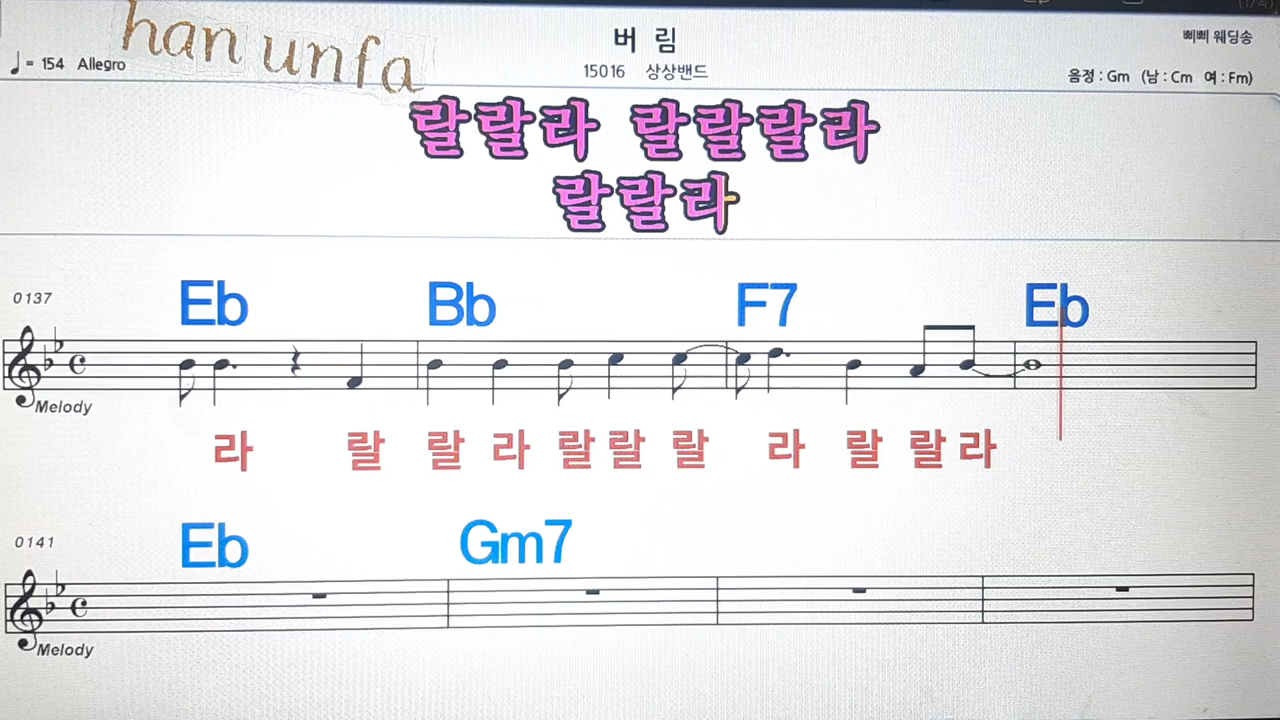 han unfa
버 림
삐삐 웨딩송
♩= 154 Allegro
15016 상상밴드
음정 : Gm (남 : Cm 여 : Fm)
랄랄라 랄랄랄라
랄랄라
0137
Eb Bb F7 Eb
Melody
라 랄 랄 라 랄 랄 랄 라 랄 랄 라
0141
Eb Gm7
Melody